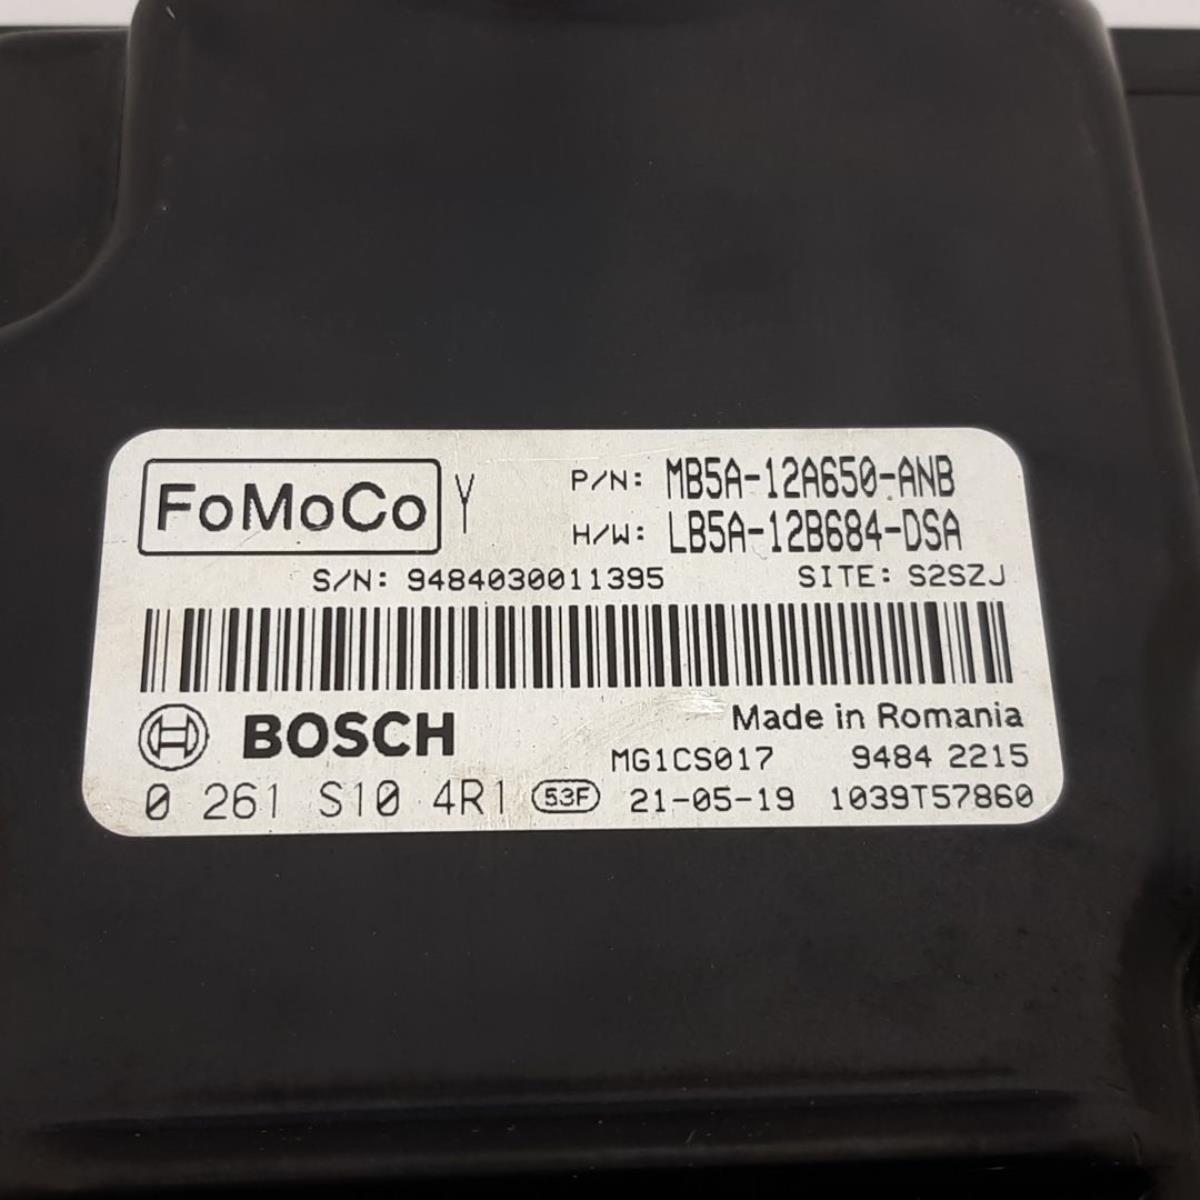 FoMoCo Y P/N: MB5A-12A650-ANB
H/W: LB5A-12B684-DSA
S/N: 9484030011395 SITE: S2SZJ
BOSCH Made in Romania
MG1CS017 9484 2215
0 261 S10 4R1 53F 21-05-19 1039T57860